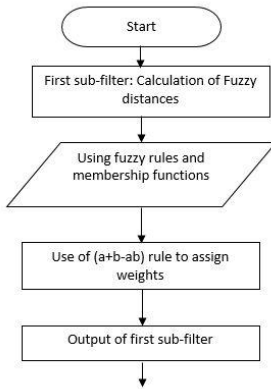 Start
First sub-filter: Calculation of Fuzzy
distances
Using fuzzy rules and
membership functions
Use of (a+b-ab) rule to assign
weights
Output of first sub-filter